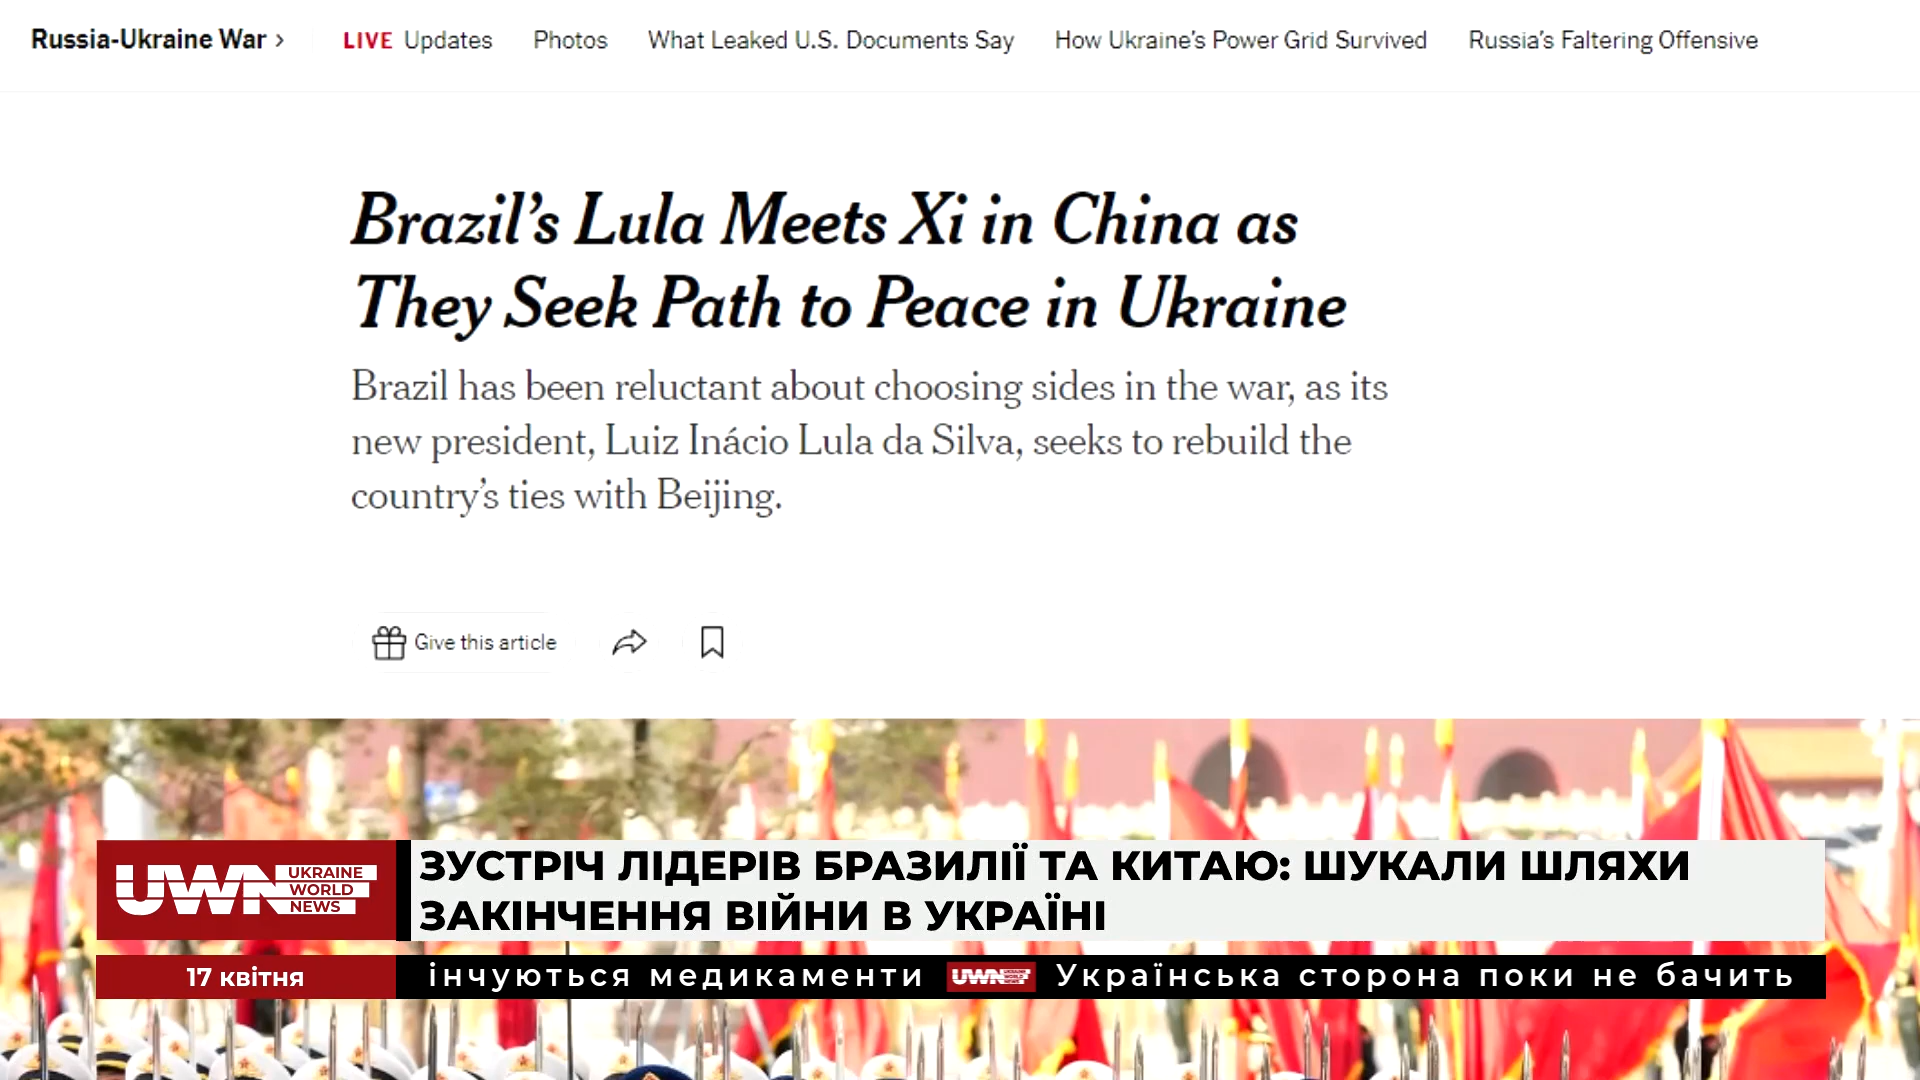 Russia-Ukraine War › LIVE Updates Photos What Leaked U.S. Documents Say How Ukraine’s Power Grid Survived Russia’s Faltering Offensive
Brazil’s Lula Meets Xi in China as
They Seek Path to Peace in Ukraine
Brazil has been reluctant about choosing sides in the war, as its
new president, Luiz Inácio Lula da Silva, seeks to rebuild the
country’s ties with Beijing.
Give this article
UWN UKRAINE
WORLD
NEWS
ЗУСТРІЧ ЛІДЕРІВ БРАЗИЛІЇ ТА КИТАЮ: ШУКАЛИ ШЛЯХИ
ЗАКІНЧЕННЯ ВІЙНИ В УКРАЇНІ
17 квітня
інчуються медикаменти UWN Українська сторона поки не бачить